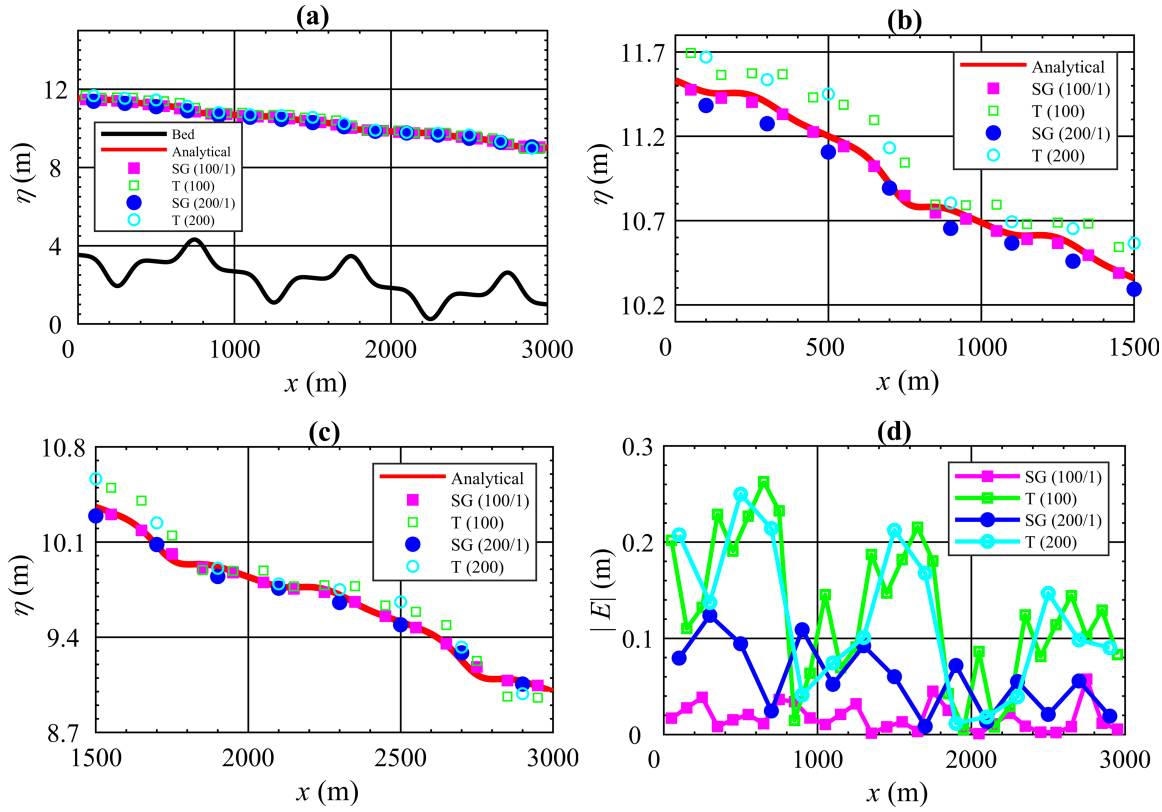 (a)
12
8
4
0
η (m)
Bed
Analytical
SG (100/1)
T (100)
SG (200/1)
T (200)
0 1000 2000 3000
x (m)
(b)
11.7
11.2
10.7
10.2
η (m)
Analytical
SG (100/1)
T (100)
SG (200/1)
T (200)
0 500 1000 1500
x (m)
(c)
10.8
10.1
9.4
8.7
η (m)
Analytical
SG (100/1)
T (100)
SG (200/1)
T (200)
1500 2000 2500 3000
x (m)
(d)
0.3
0.2
0.1
0
|E| (m)
SG (100/1)
T (100)
SG (200/1)
T (200)
0 1000 2000 3000
x (m)